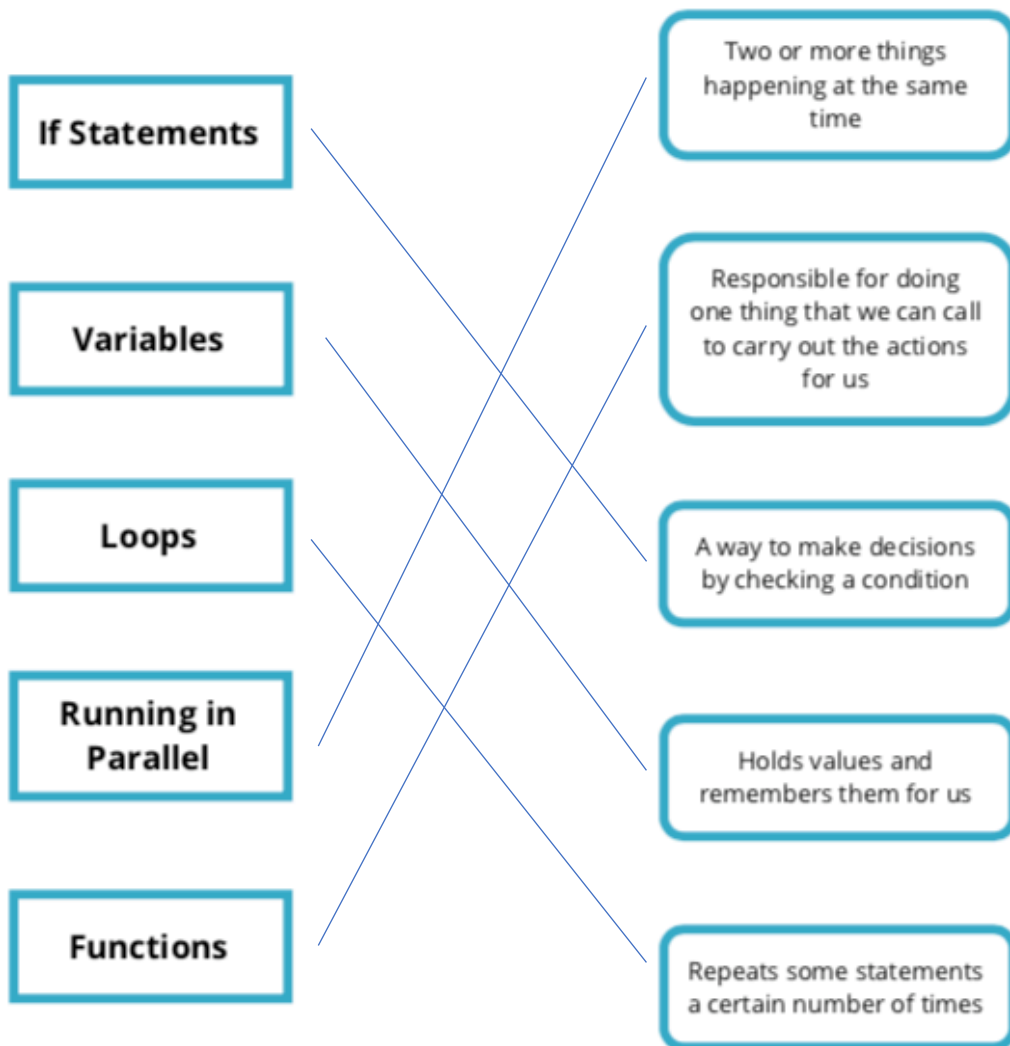 If Statements
Variables
Loops
Running in
Parallel
Functions
Two or more things
happening at the same
time
Responsible for doing
one thing that we can call
to carry out the actions
for us
A way to make decisions
by checking a condition
Holds values and
remembers them for us
Repeats some statements
a certain number of times